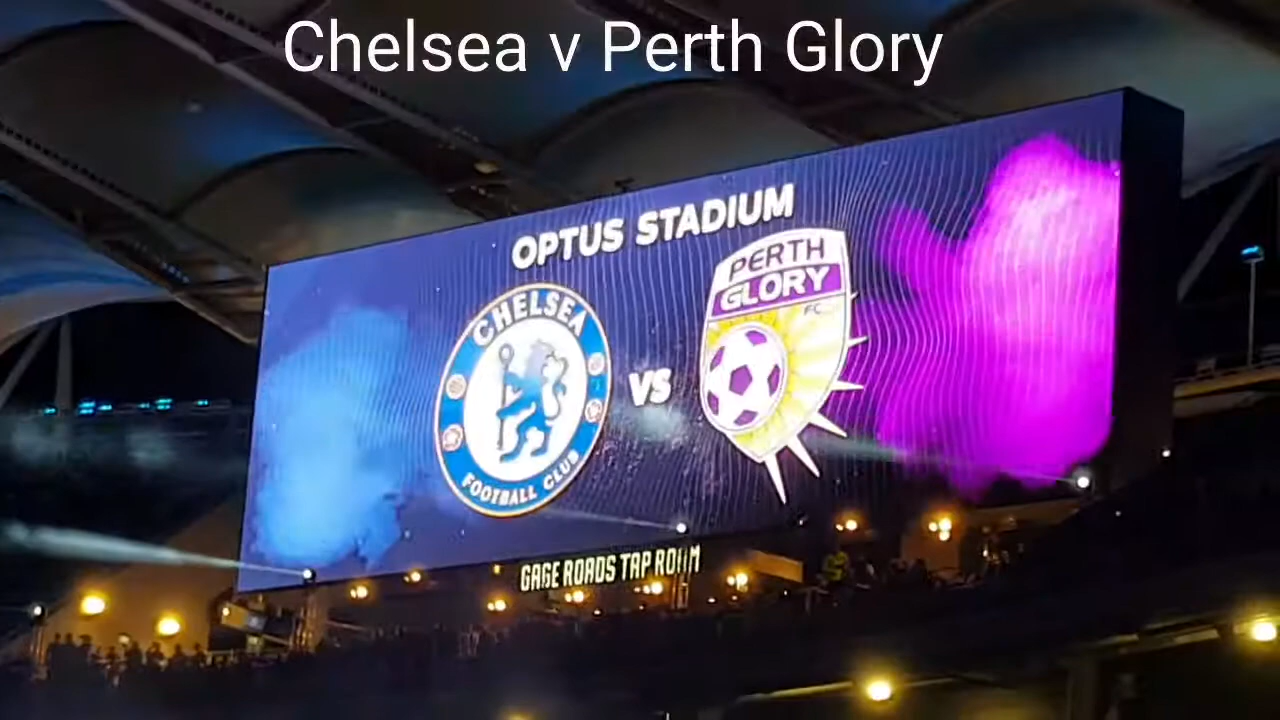 Chelsea v Perth Glory
OPTUS STADIUM
CHELSEA
FOOTBALL CLUB
VS
PERTH
GLORY
FC
GAGE ROADS TAP ROOM